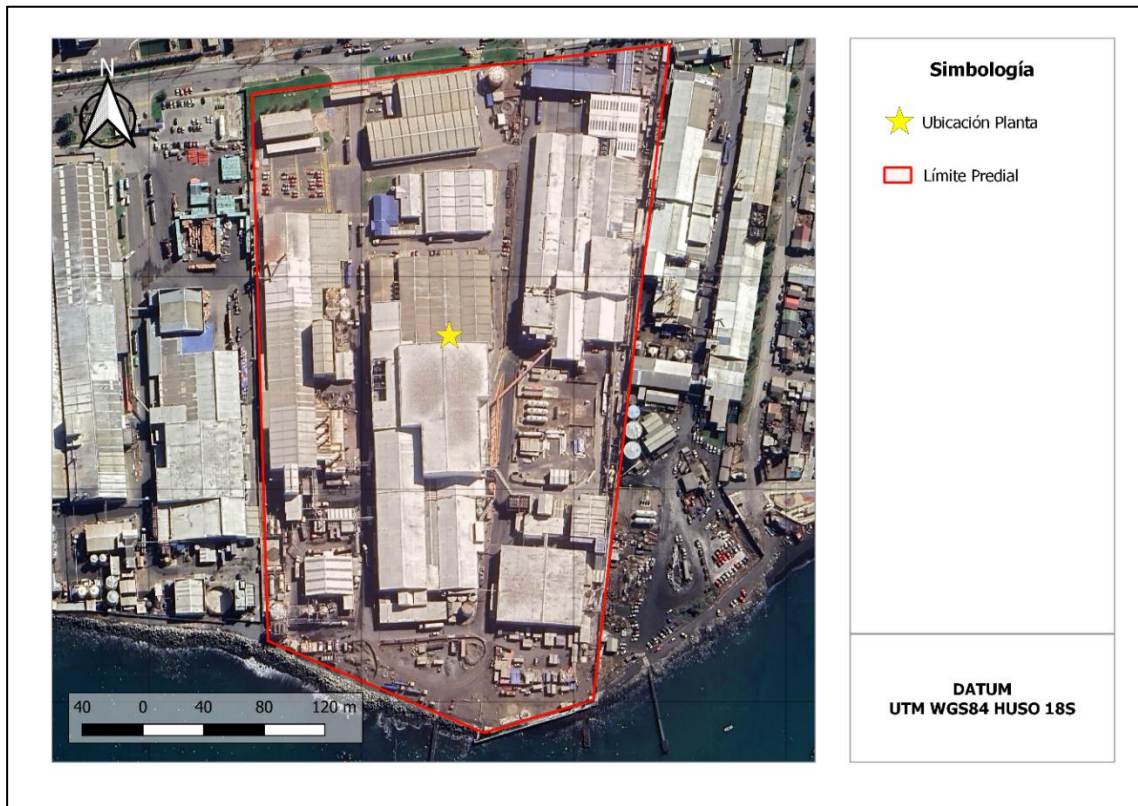 N
40 0 40 80 120 m
Simbología
Ubicación Planta
Límite Predial
DATUM
UTM WGS84 HUSO 18S